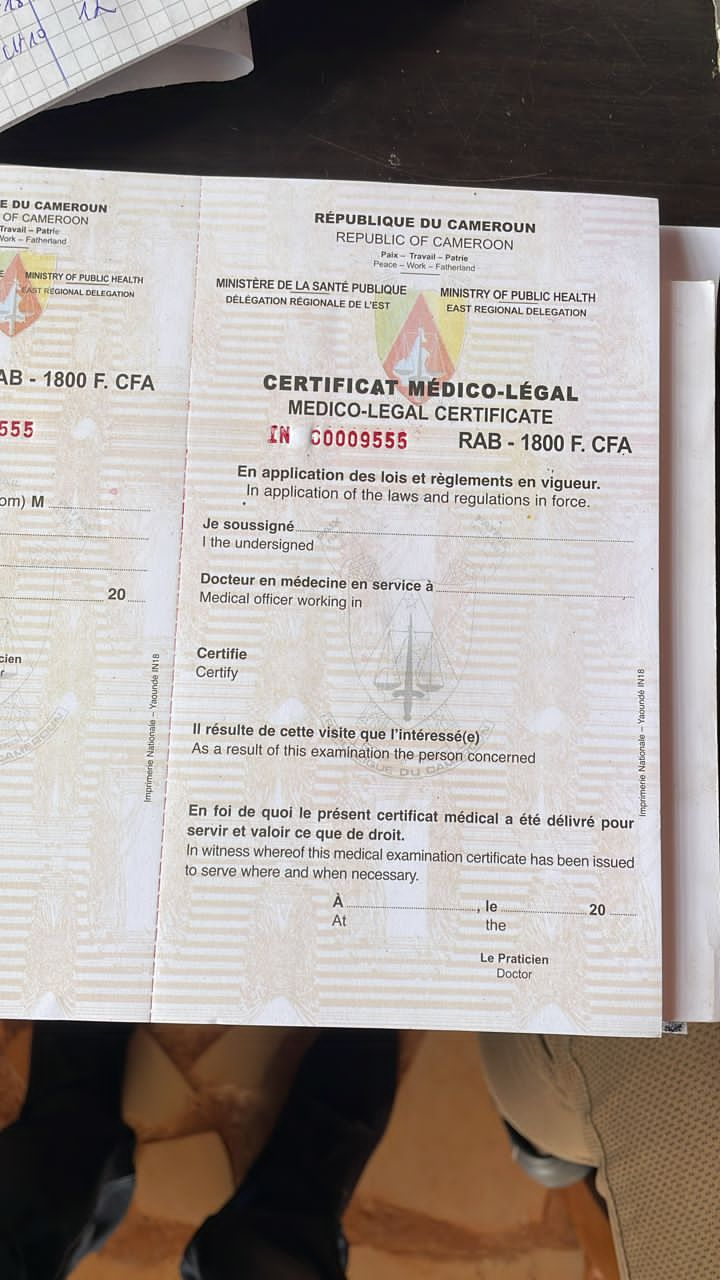 12
E DU CAMEROUN
OF CAMEROON
Travail – Patrie
Work – Fatherland
MINISTRY OF PUBLIC HEALTH
EAST REGIONAL DELEGATION
AB - 1800 F. CFA
555
om) M
20
cien
r
Imprimerie Nationale – Yaoundé IN18
RÉPUBLIQUE DU CAMEROUN
REPUBLIC OF CAMEROON
Paix – Travail – Patrie
Peace – Work – Fatherland
MINISTÈRE DE LA SANTÉ PUBLIQUE
DÉLÉGATION RÉGIONALE DE L'EST
MINISTRY OF PUBLIC HEALTH
EAST REGIONAL DELEGATION
CERTIFICAT MÉDICO-LÉGAL
MEDICO-LEGAL CERTIFICATE
IN 0009555 RAB - 1800 F. CFA
En application des lois et règlements en vigueur.
In application of the laws and regulations in force.
Je soussigné
I the undersigned
Docteur en médecine en service à
Medical officer working in
Certifie
Certify
Il résulte de cette visite que l'intéressé(e)
As a result of this examination the person concerned
En foi de quoi le présent certificat médical a été délivré pour
servir et valoir ce que de droit.
In witness whereof this medical examination certificate has been issued
to serve where and when necessary.
À , le 20
At the
Le Praticien
Doctor
Imprimerie Nationale – Yaoundé IN18